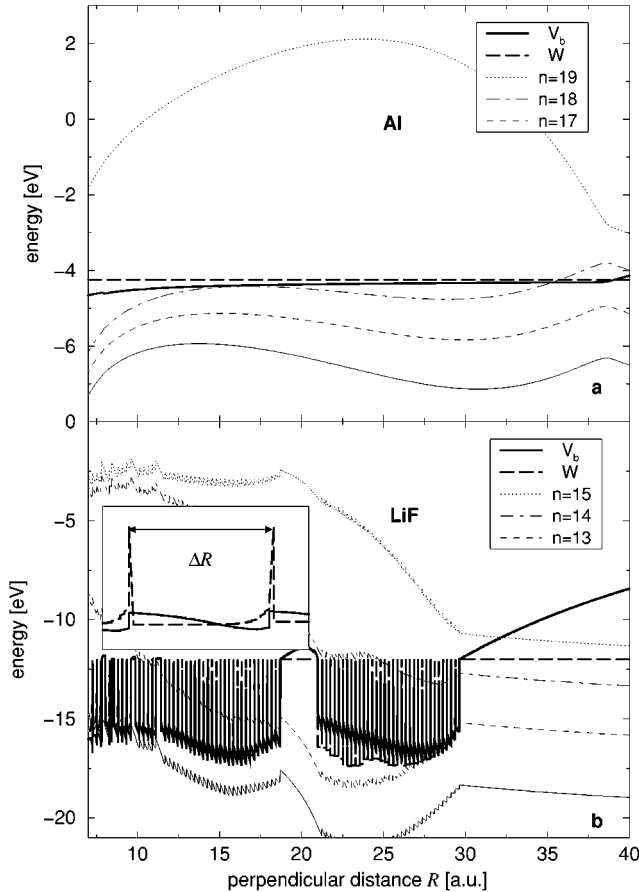 2
0
−2
−4
−6
energy [eV]
Al
V_b
W
n=19
n=18
n=17
a
0
−5
−10
−15
−20
energy [eV]
LiF
V_b
W
n=15
n=14
n=13
ΔR
b
10 15 20 25 30 35 40
perpendicular distance R [a.u.]